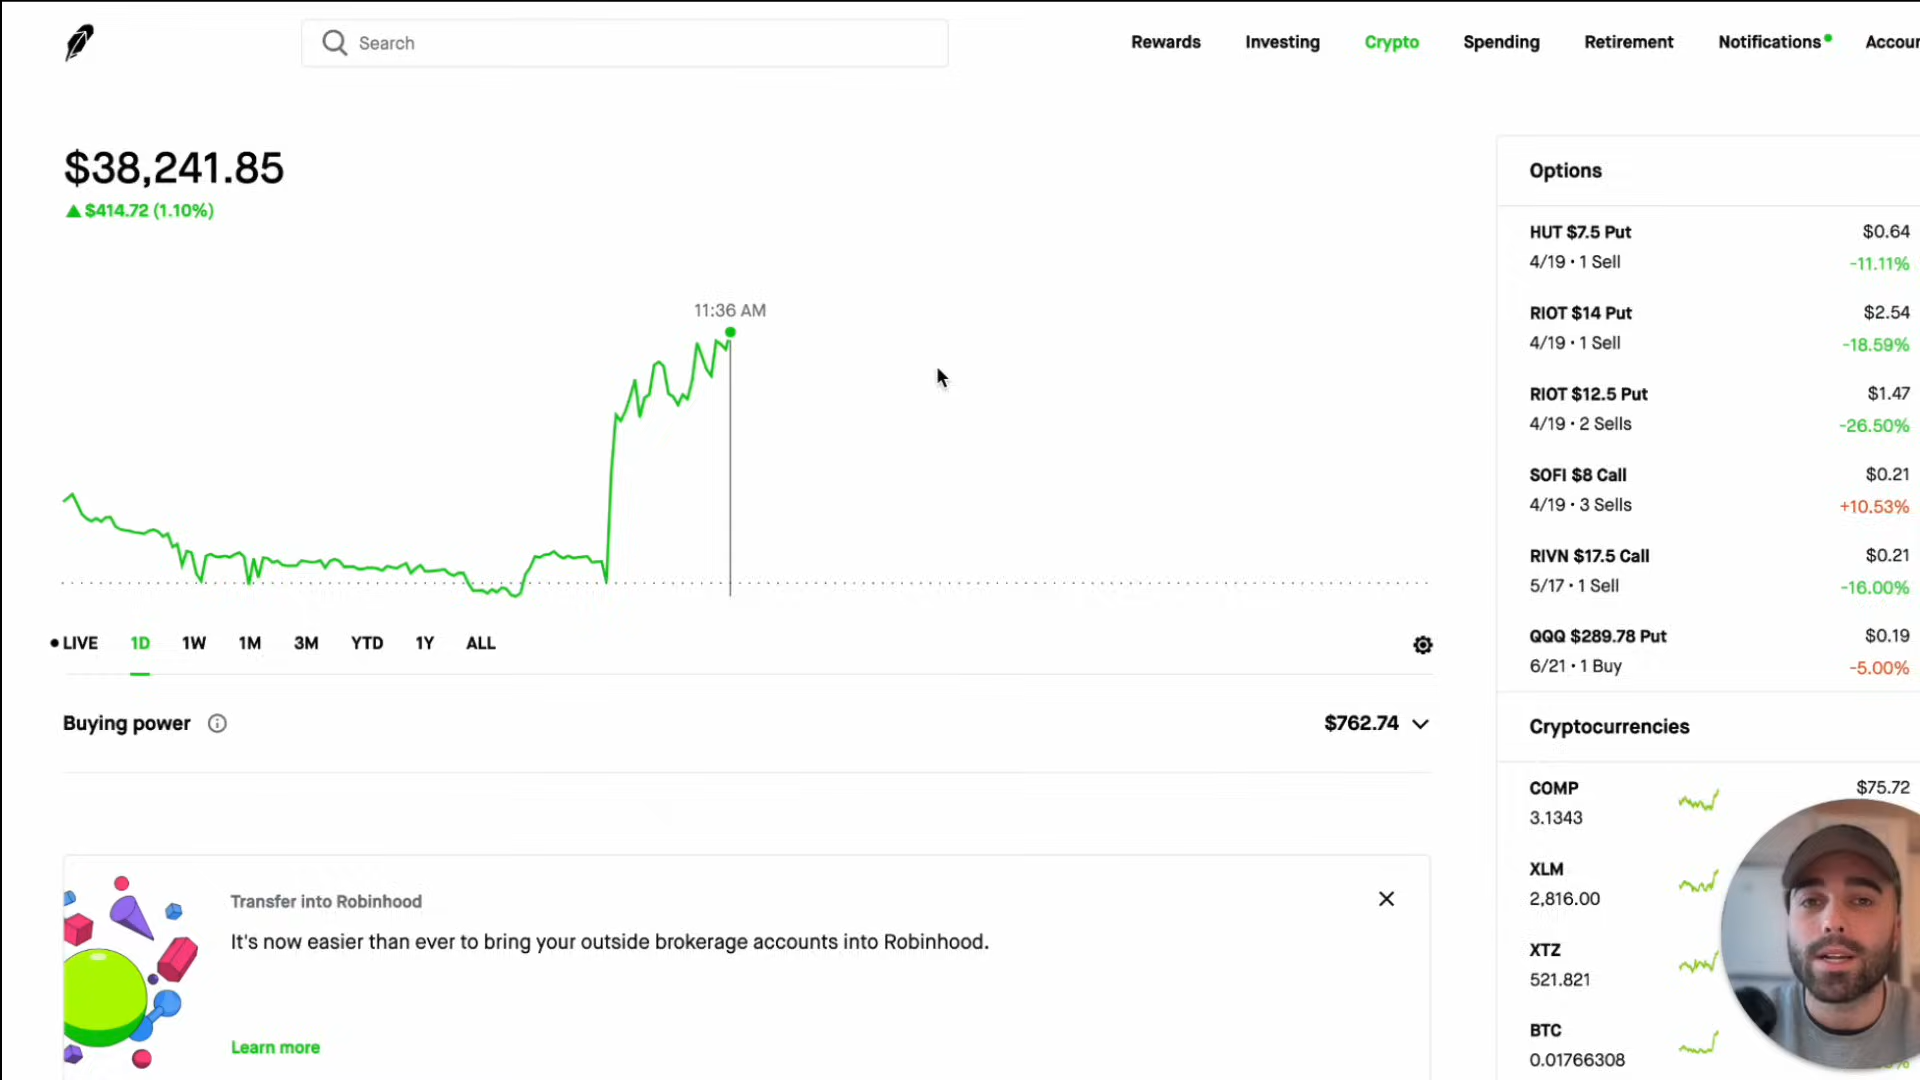 Search
Rewards
Investing
Crypto
Spending
Retirement
Notifications
$38,241.85
▲ $414.72 (1.10%)
11:36 AM
LIVE
1D
1W
1M
3M
YTD
1Y
ALL
Buying power
$762.74
Transfer into Robinhood
It's now easier than ever to bring your outside brokerage accounts into Robinhood.
Learn more
Options
HUT $7.5 Put $0.64
4/19 · 1 Sell -11.11%
RIOT $14 Put $2.54
4/19 · 1 Sell -18.59%
RIOT $12.5 Put $1.47
4/19 · 2 Sells -26.50%
SOFI $8 Call $0.21
4/19 · 3 Sells +10.53%
RIVN $17.5 Call $0.21
5/17 · 1 Sell -16.00%
QQQ $289.78 Put $0.19
6/21 · 1 Buy -5.00%
Cryptocurrencies
COMP $75.72
3.1343
XLM
2,816.00
XTZ
521.821
BTC
0.01766308